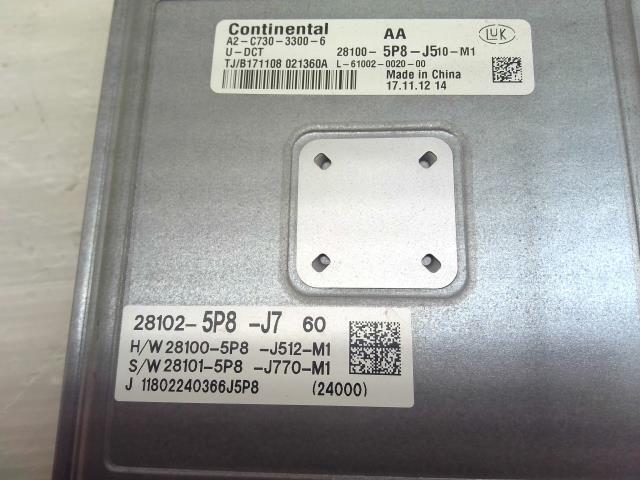 Continental AA LUK
A2-C730-3300-6
U-DCT 28100- 5P8-J510-M1
TJ/B171108 021360A L-61002-0020-00
Made in China
17.11.12 14
28102- 5P8 -J7 60
H/W 28100-5P8 -J512-M1
S/W 28101-5P8 -J770-M1
J 11802240366J5P8 (24000)